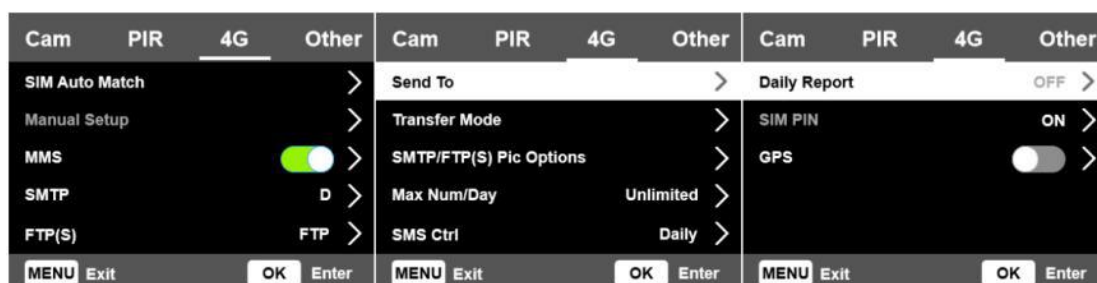 Cam PIR 4G Other
SIM Auto Match
Manual Setup
MMS
SMTP D
FTP(S) FTP
MENU Exit OK Enter
Cam PIR 4G Other
Send To
Transfer Mode
SMTP/FTP(S) Pic Options
Max Num/Day Unlimited
SMS Ctrl Daily
MENU Exit OK Enter
Cam PIR 4G Other
Daily Report OFF
SIM PIN ON
GPS
MENU Exit OK Enter